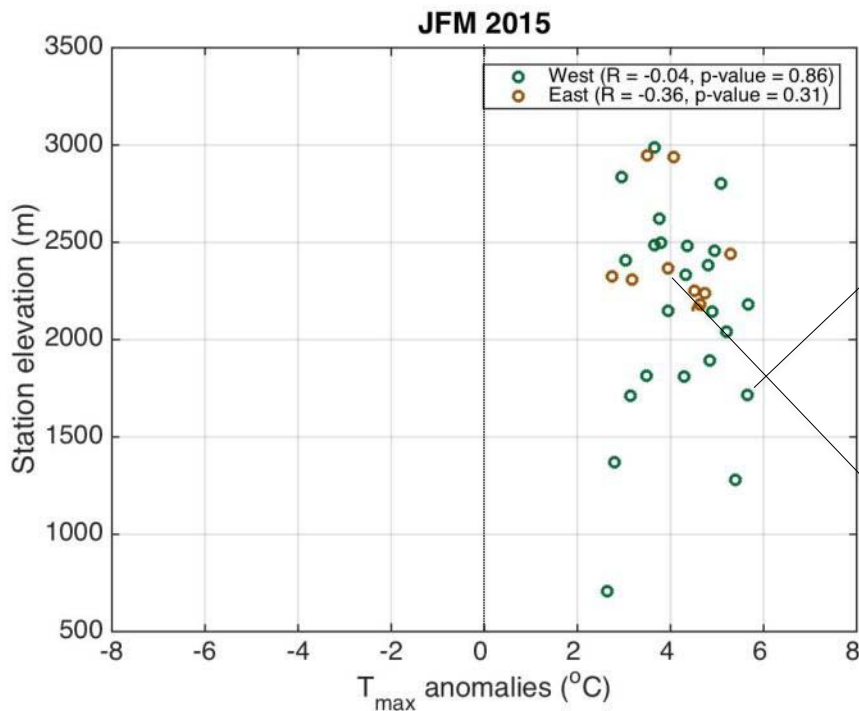 JFM 2015
West (R = -0.04, p-value = 0.86)
East (R = -0.36, p-value = 0.31)
Station elevation (m)
3500
3000
2500
2000
1500
1000
500
-8 -6 -4 -2 0 2 4 6 8
Tmax anomalies (°C)